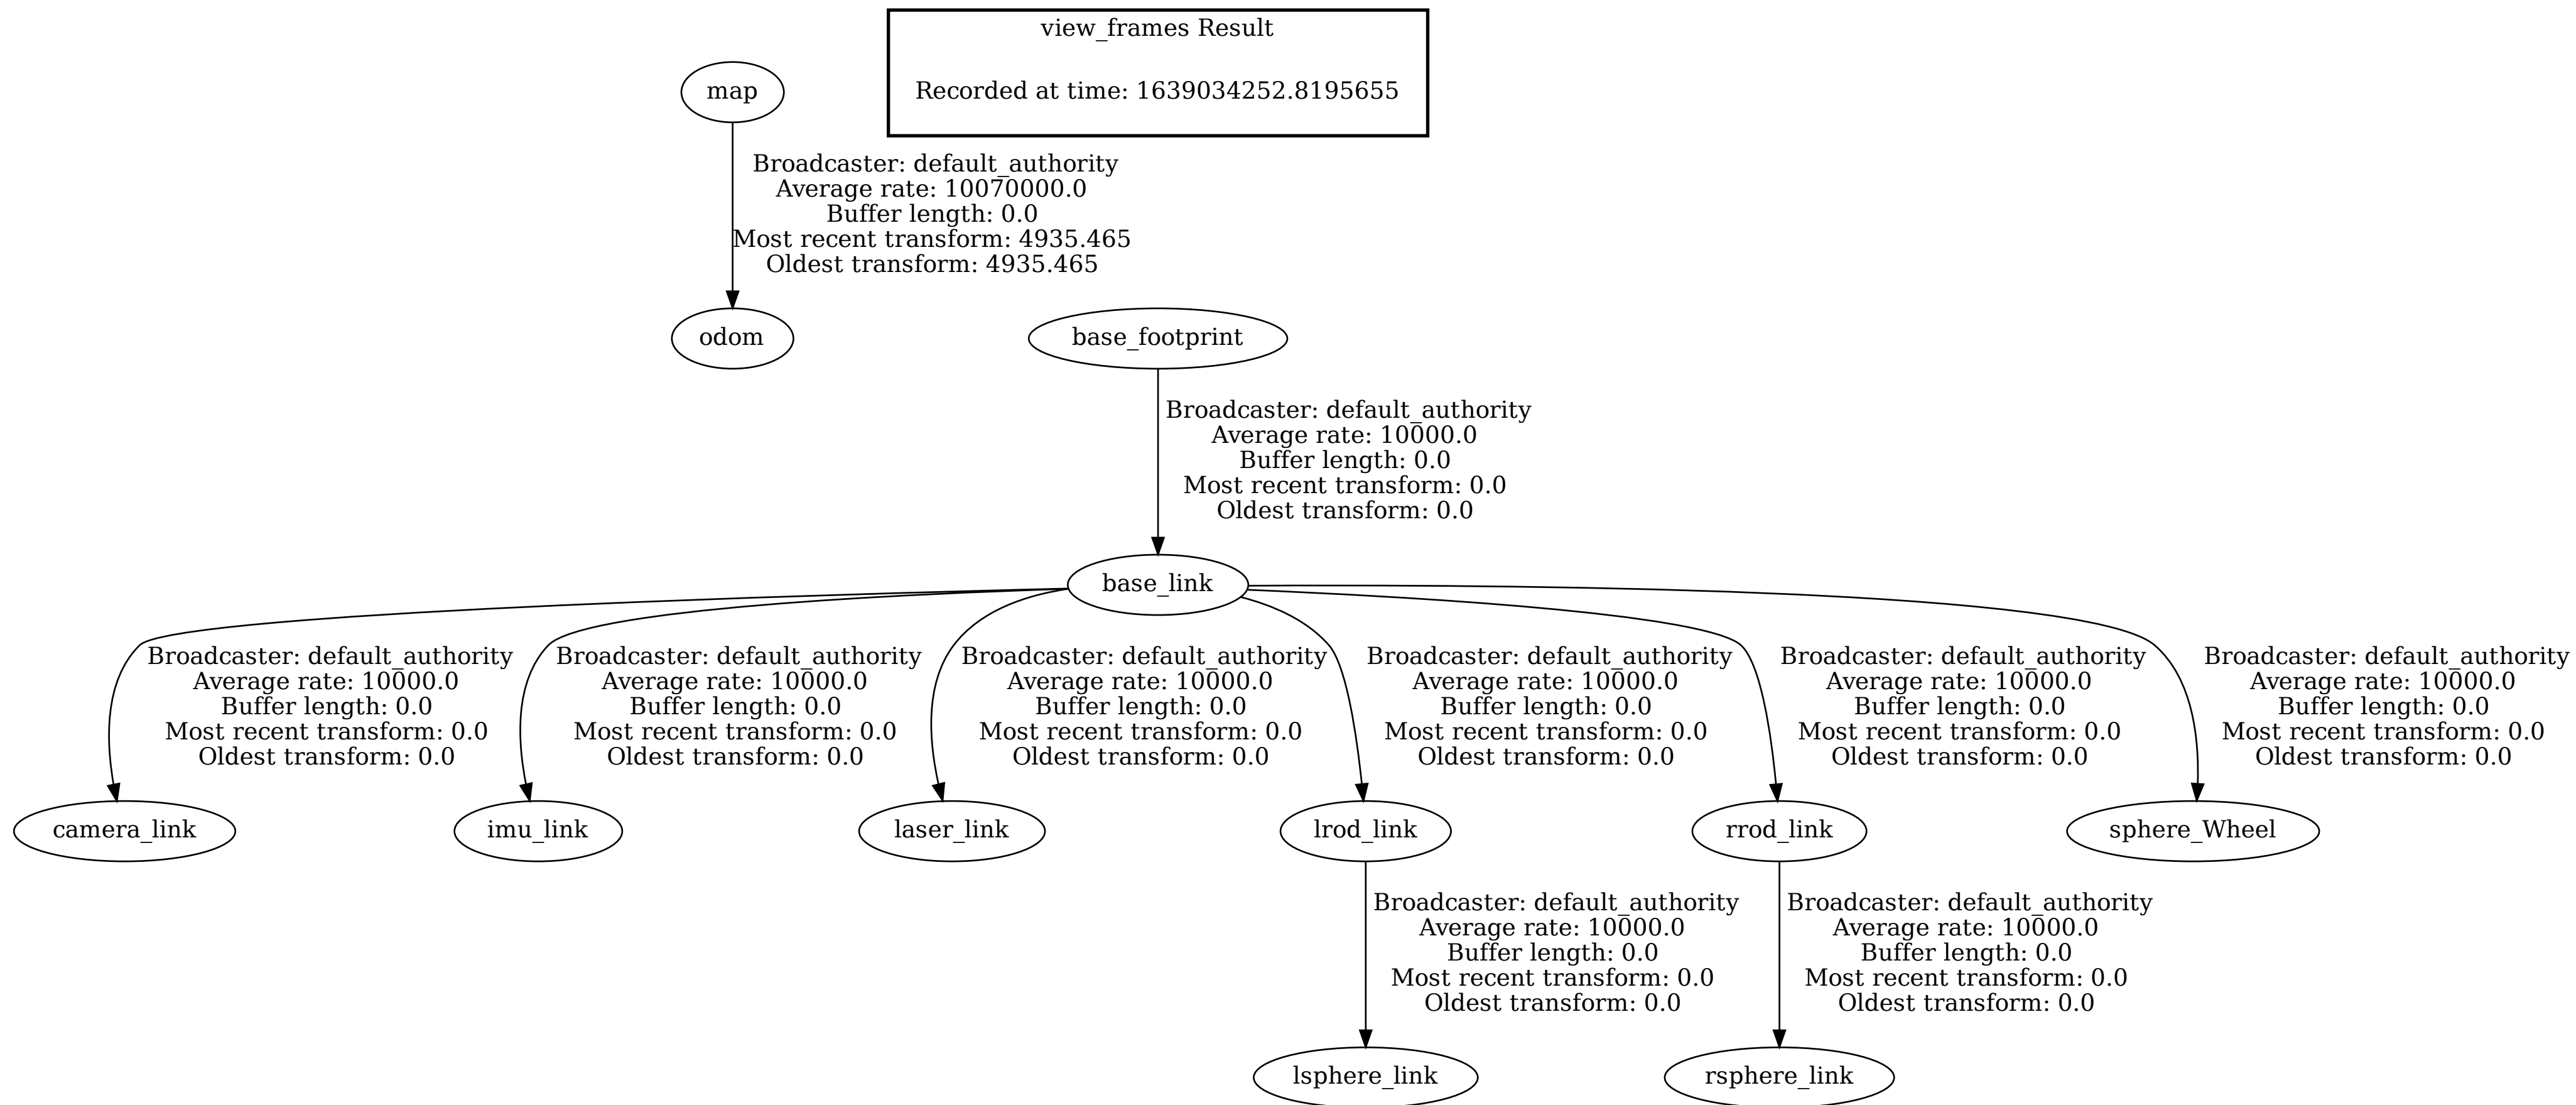 view_frames Result
Recorded at time: 1639034252.8195655
map
Broadcaster: default_authority
Average rate: 10070000.0
Buffer length: 0.0
Most recent transform: 4935.465
Oldest transform: 4935.465
odom
base_footprint
Broadcaster: default_authority
Average rate: 10000.0
Buffer length: 0.0
Most recent transform: 0.0
Oldest transform: 0.0
base_link
Broadcaster: default_authority
Average rate: 10000.0
Buffer length: 0.0
Most recent transform: 0.0
Oldest transform: 0.0
Broadcaster: default_authority
Average rate: 10000.0
Buffer length: 0.0
Most recent transform: 0.0
Oldest transform: 0.0
Broadcaster: default_authority
Average rate: 10000.0
Buffer length: 0.0
Most recent transform: 0.0
Oldest transform: 0.0
Broadcaster: default_authority
Average rate: 10000.0
Buffer length: 0.0
Most recent transform: 0.0
Oldest transform: 0.0
Broadcaster: default_authority
Average rate: 10000.0
Buffer length: 0.0
Most recent transform: 0.0
Oldest transform: 0.0
Broadcaster: default_authority
Average rate: 10000.0
Buffer length: 0.0
Most recent transform: 0.0
Oldest transform: 0.0
camera_link
imu_link
laser_link
lrod_link
rrod_link
sphere_Wheel
Broadcaster: default_authority
Average rate: 10000.0
Buffer length: 0.0
Most recent transform: 0.0
Oldest transform: 0.0
Broadcaster: default_authority
Average rate: 10000.0
Buffer length: 0.0
Most recent transform: 0.0
Oldest transform: 0.0
lsphere_link
rsphere_link